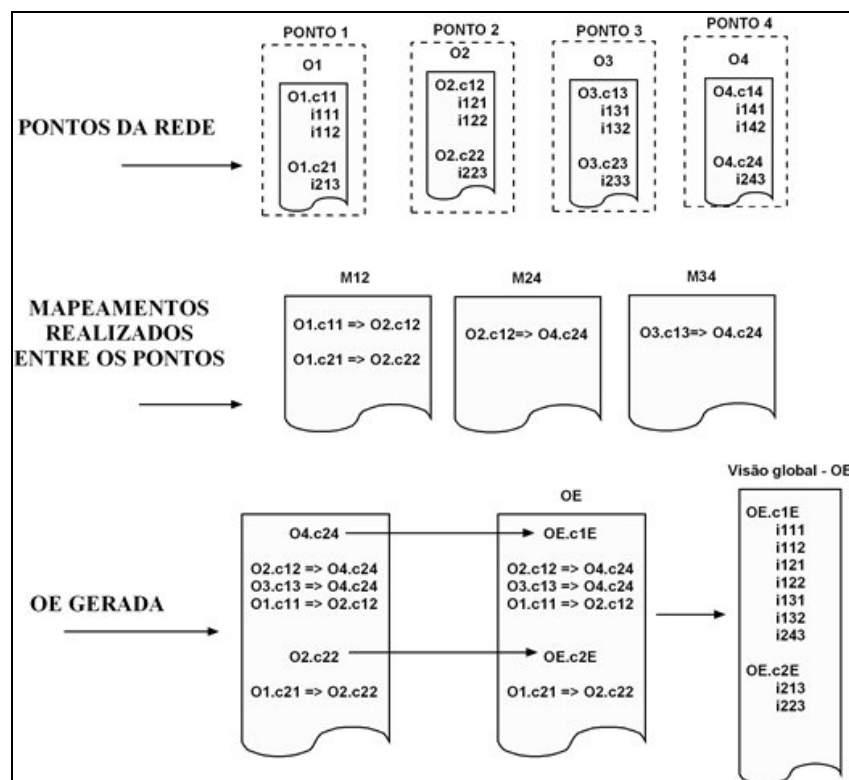 PONTO 1
PONTO 2
PONTO 3
PONTO 4
O1
O2
O3
O4
O1.c11
i111
i112
O1.c21
i213
O2.c12
i121
i122
O2.c22
i223
O3.c13
i131
i132
O3.c23
i233
O4.c14
i141
i142
O4.c24
i243
PONTOS DA REDE
M12
M24
M34
MAPEAMENTOS
REALIZADOS
ENTRE OS PONTOS
O1.c11 => O2.c12
O1.c21 => O2.c22
O2.c12=> O4.c24
O3.c13=> O4.c24
OE GERADA
O4.c24
O2.c12 => O4.c24
O3.c13 => O4.c24
O1.c11 => O2.c12
O2.c22
O1.c21 => O2.c22
OE
OE.c1E
O2.c12 => O4.c24
O3.c13 => O4.c24
O1.c11 => O2.c12
OE.c2E
O1.c21 => O2.c22
Visão global - OE
OE.c1E
i111
i112
i121
i122
i131
i132
i243
OE.c2E
i213
i223